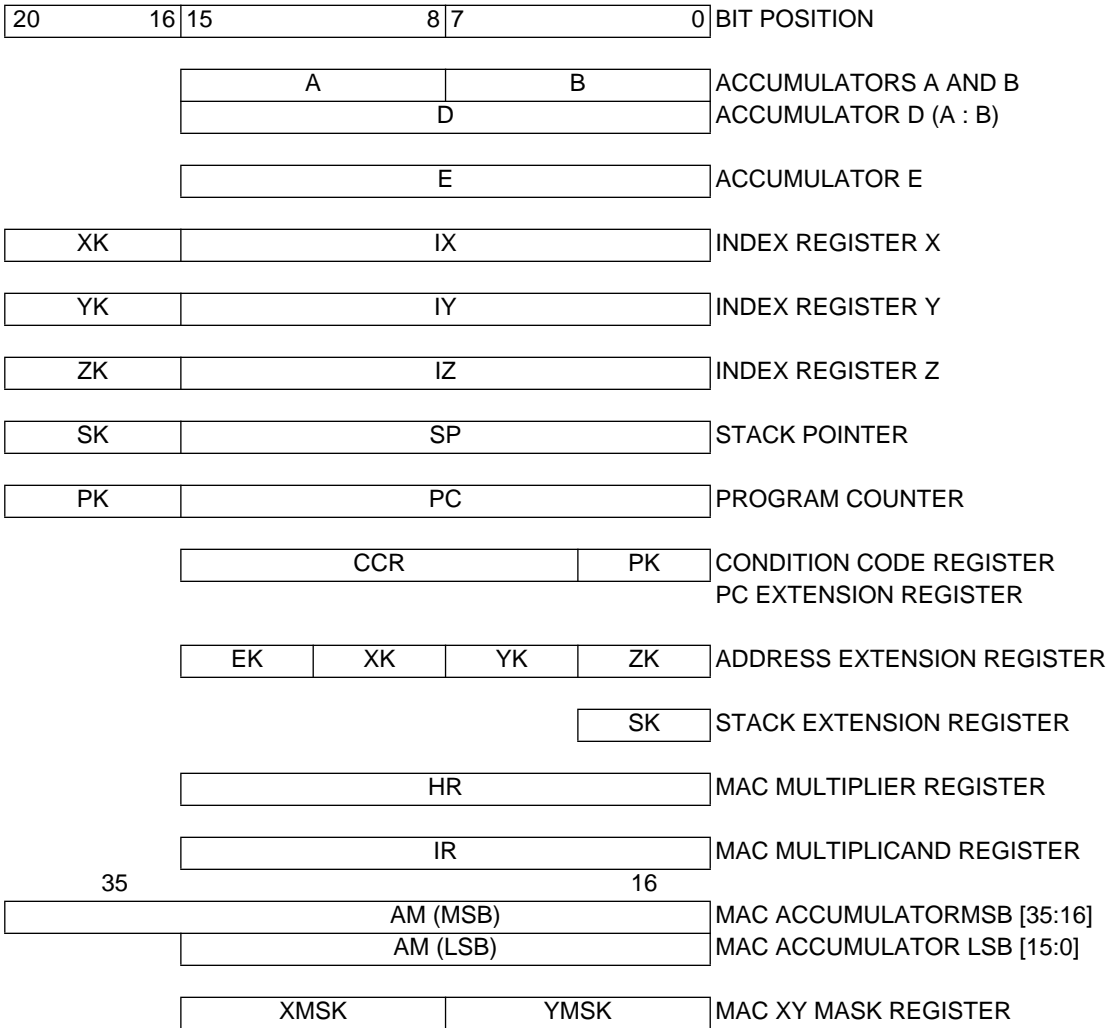 20 16 15 8 7 0 BIT POSITION
A B ACCUMULATORS A AND B
D ACCUMULATOR D (A : B)
E ACCUMULATOR E
XK IX INDEX REGISTER X
YK IY INDEX REGISTER Y
ZK IZ INDEX REGISTER Z
SK SP STACK POINTER
PK PC PROGRAM COUNTER
CCR PK CONDITION CODE REGISTER
PC EXTENSION REGISTER
EK XK YK ZK ADDRESS EXTENSION REGISTER
SK STACK EXTENSION REGISTER
HR MAC MULTIPLIER REGISTER
IR MAC MULTIPLICAND REGISTER
35 16
AM (MSB) MAC ACCUMULATORMSB [35:16]
AM (LSB) MAC ACCUMULATOR LSB [15:0]
XMSK YMSK MAC XY MASK REGISTER